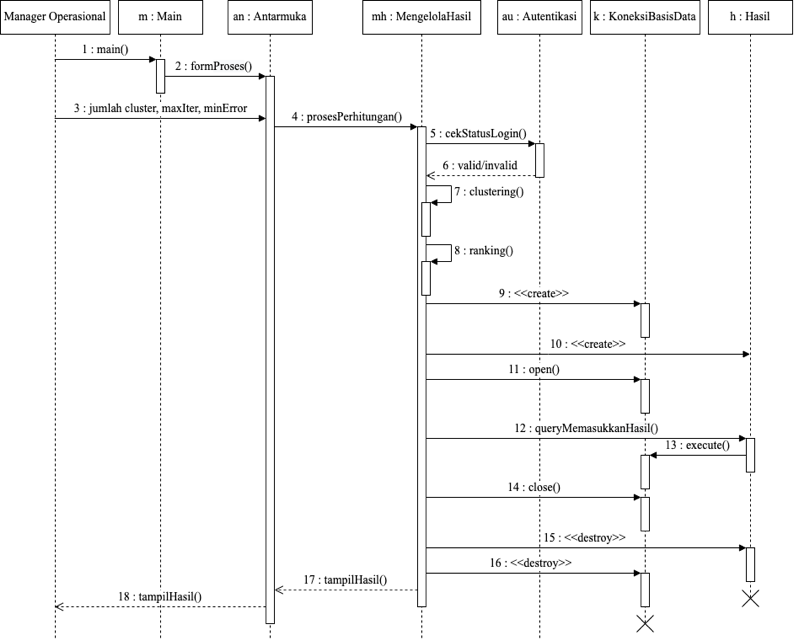 Manager Operasional
m : Main
an : Antarmuka
mh : MengelolaHasil
au : Autentikasi
k : KoneksiBasisData
h : Hasil
1 : main()
2 : formProses()
3 : jumlah cluster, maxIter, minError
4 : prosesPerhitungan()
5 : cekStatusLogin()
6 : valid/invalid
7 : clustering()
8 : ranking()
9 : <<create>>
10 : <<create>>
11 : open()
12 : queryMemasukkanHasil()
13 : execute()
14 : close()
15 : <<destroy>>
16 : <<destroy>>
17 : tampilHasil()
18 : tampilHasil()